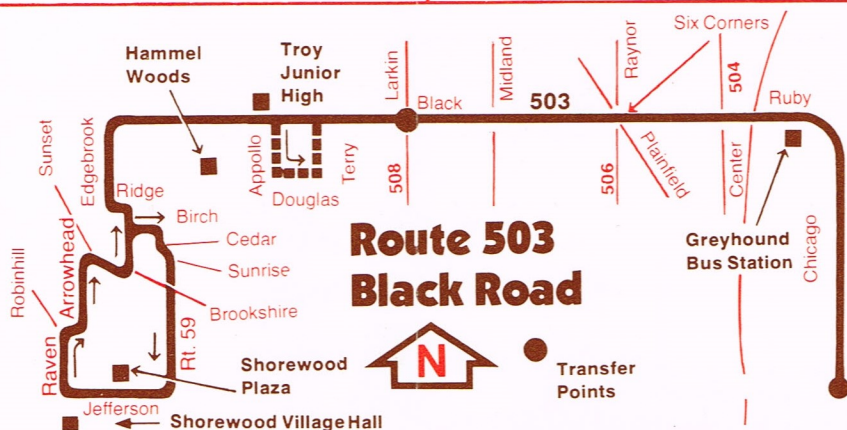 Six Corners
Hammel
Woods
Troy
Junior
High
Larkin
Midland
Raynor
504
Black
503
Ruby
Sunset
Edgebrook
Appollo
Terry
508
506
Plainfield
Center
Ridge
Douglas
Birch
Arrowhead
Cedar
Route 503
Greyhound
Bus Station
Chicago
Sunrise
Black Road
Robinhill
Brookshire
Raven
Rt. 59
N
Shorewood
Plaza
Transfer
Points
Jefferson
Shorewood Village Hall